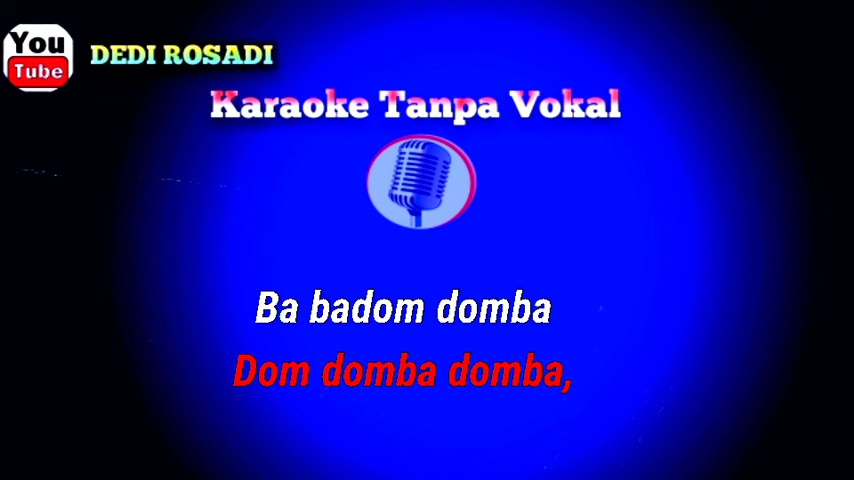 You
Tube
DEDI ROSADI
Karaoke Tanpa Vokal
Ba badom domba
Dom domba domba,